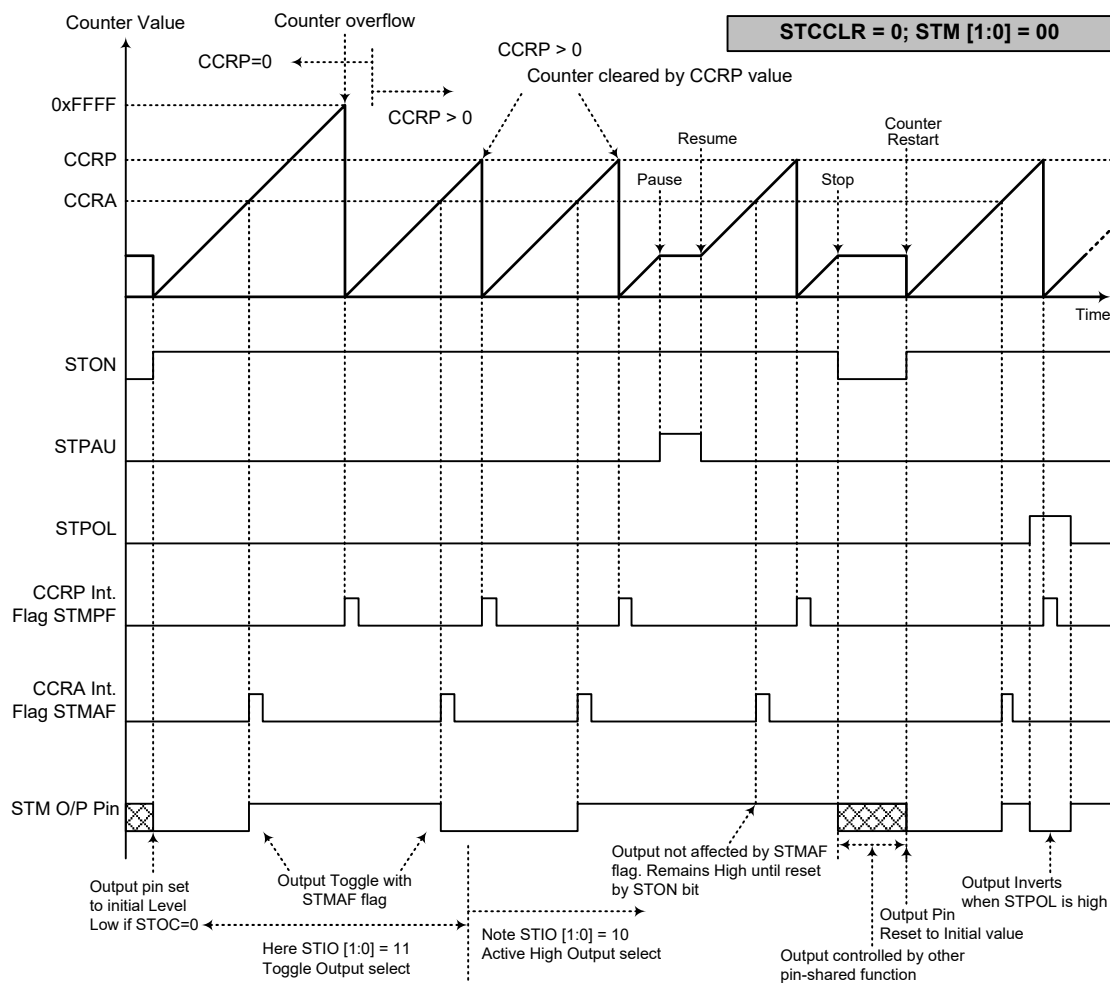 Counter Value
Counter overflow
STCCLR = 0; STM [1:0] = 00
CCRP=0
CCRP > 0
Counter cleared by CCRP value
0xFFFF
CCRP > 0
Resume
Counter
Restart
CCRP
Pause
Stop
CCRA
Time
STON
STPAU
STPOL
CCRP Int.
Flag STMPF
CCRA Int.
Flag STMAF
STM O/P Pin
Output pin set
to initial Level
Low if STOC=0
Output Toggle with
STMAF flag
Output not affected by STMAF
flag. Remains High until reset
by STON bit
Output Inverts
when STPOL is high
Output Pin
Reset to Initial value
Here STIO [1:0] = 11
Toggle Output select
Note STIO [1:0] = 10
Active High Output select
Output controlled by other
pin-shared function